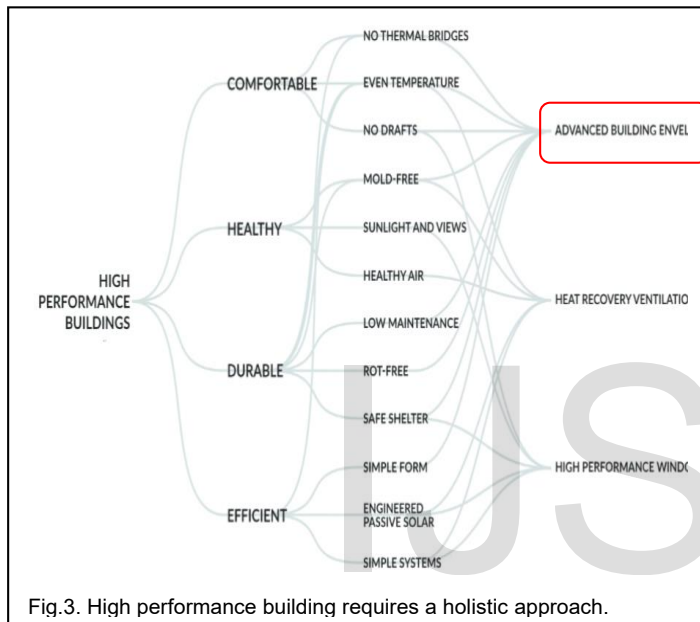 NO THERMAL BRIDGES
COMFORTABLE
EVEN TEMPERATURE
NO DRAFTS
ADVANCED BUILDING ENVEL
MOLD-FREE
HEALTHY
SUNLIGHT AND VIEWS
HEALTHY AIR
HIGH
PERFORMANCE
BUILDINGS
HEAT RECOVERY VENTILATIO
LOW MAINTENANCE
DURABLE
ROT-FREE
SAFE SHELTER
SIMPLE FORM
HIGH PERFORMANCE WINDO
EFFICIENT
ENGINEERED
PASSIVE SOLAR
SIMPLE SYSTEMS
IJS
Fig.3. High performance building requires a holistic approach.